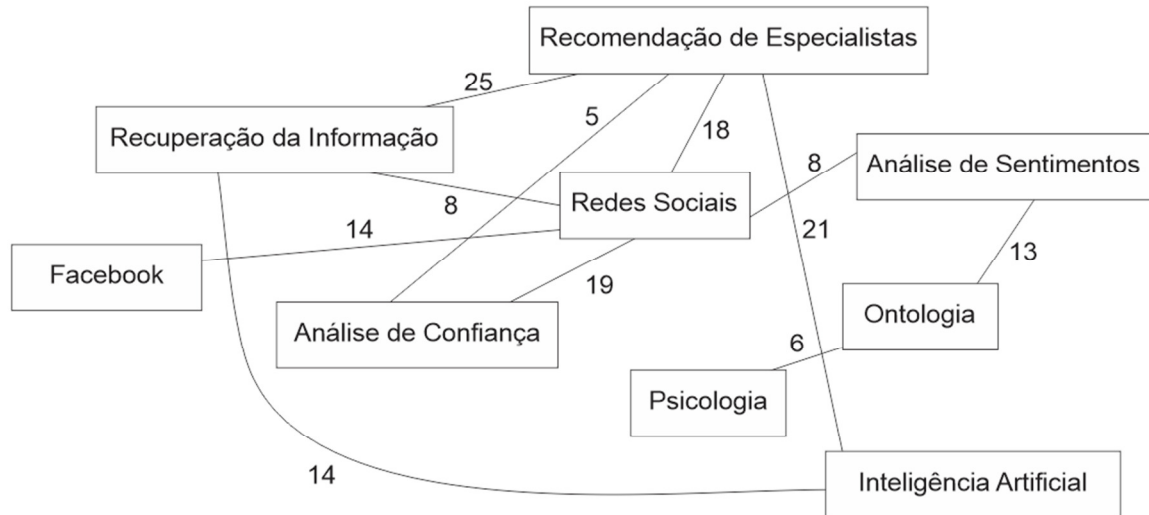 Recomendação de Especialistas
25
5
Recuperação da Informação
18
8
Análise de Sentimentos
8
Redes Sociais
14
21
13
Facebook
19
Análise de Confiança
Ontologia
6
Psicologia
14
Inteligência Artificial